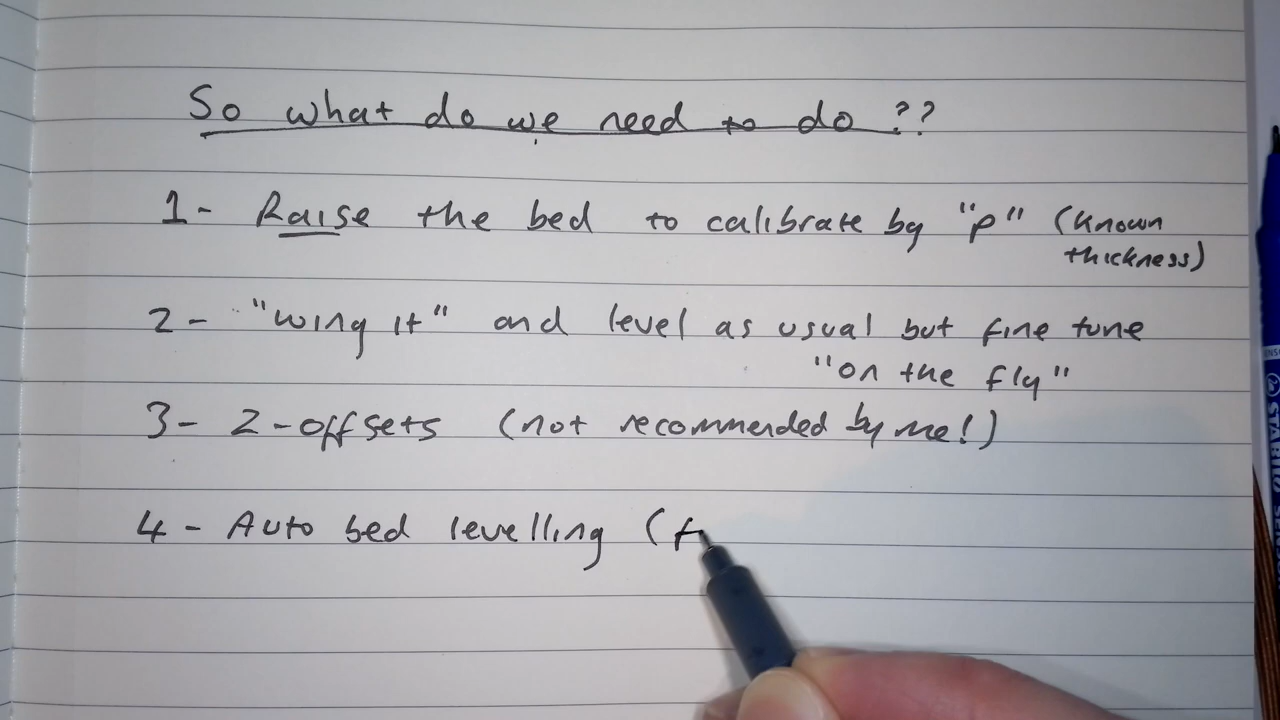 So what do we need to do ??
1- Raise the bed to calibrate by "p" (known
thickness)
2- "wing it" and level as usual but fine tune
"on the fly"
3- Z-offsets (not recommended by me!)
4- Auto bed levelling (f